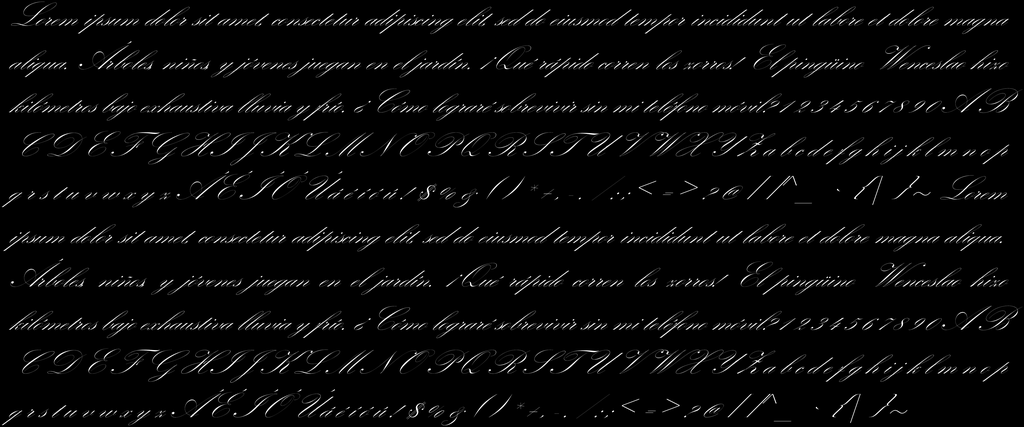 Lorem ipsum dolor sit amet, consectetur adipiscing elit, sed do eiusmod tempor incididunt ut labore et dolore magna
aliqua. Árboles niños y jóvenes juegan en el jardín. ¡Qué rápido corren los zorros! El pingüino Wenceslao hizo
kilómetros bajo exhaustiva lluvia y frío. ¿ Cómo lograré sobrevivir sin mi teléfono móvil?1 2 3 4 5 6 7 8 9 0 A B
C D E F G H I J K L M N O P Q R S T U V W X Y Z a b c d e f g h i j k l m n o p
q r s t u v w x y z Á É Í Ó Ú á é í ó ú ! $ % & ( ) * + , - . / : ; < = > ? @ [ / ^ _ ` { | } ~ Lorem
ipsum dolor sit amet, consectetur adipiscing elit, sed do eiusmod tempor incididunt ut labore et dolore magna aliqua.
Árboles niños y jóvenes juegan en el jardín. ¡Qué rápido corren los zorros! El pingüino Wenceslao hizo
kilómetros bajo exhaustiva lluvia y frío. ¿ Cómo lograré sobrevivir sin mi teléfono móvil?1 2 3 4 5 6 7 8 9 0 A B
C D E F G H I J K L M N O P Q R S T U V W X Y Z a b c d e f g h i j k l m n o p
q r s t u v w x y z Á É Í Ó Ú á é í ó ú ! $ % & ( ) * + , - . / : ; < = > ? @ [ / ^ _ ` { | } ~